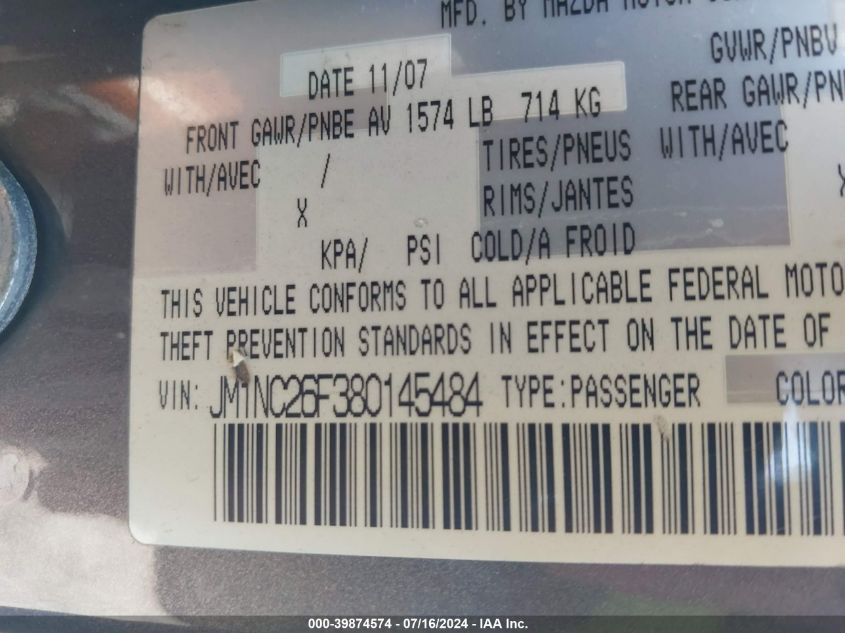 MFD. BY MAZDA MOTOR
DATE 11/07 GVWR/PNBV
FRONT GAWR/PNBE AV 1574 LB 714 KG REAR GAWR/
WITH/AVEC / TIRES/PNEUS WITH/AVEC
X RIMS/JANTES
KPA/ PSI COLD/A FROID
THIS VEHICLE CONFORMS TO ALL APPLICABLE FEDERAL
THEFT PREVENTION STANDARDS IN EFFECT ON THE DATE OF
VIN: JM1NC26F380145484 TYPE:PASSENGER COLOR
000-39874574 - 07/16/2024 - IAA Inc.